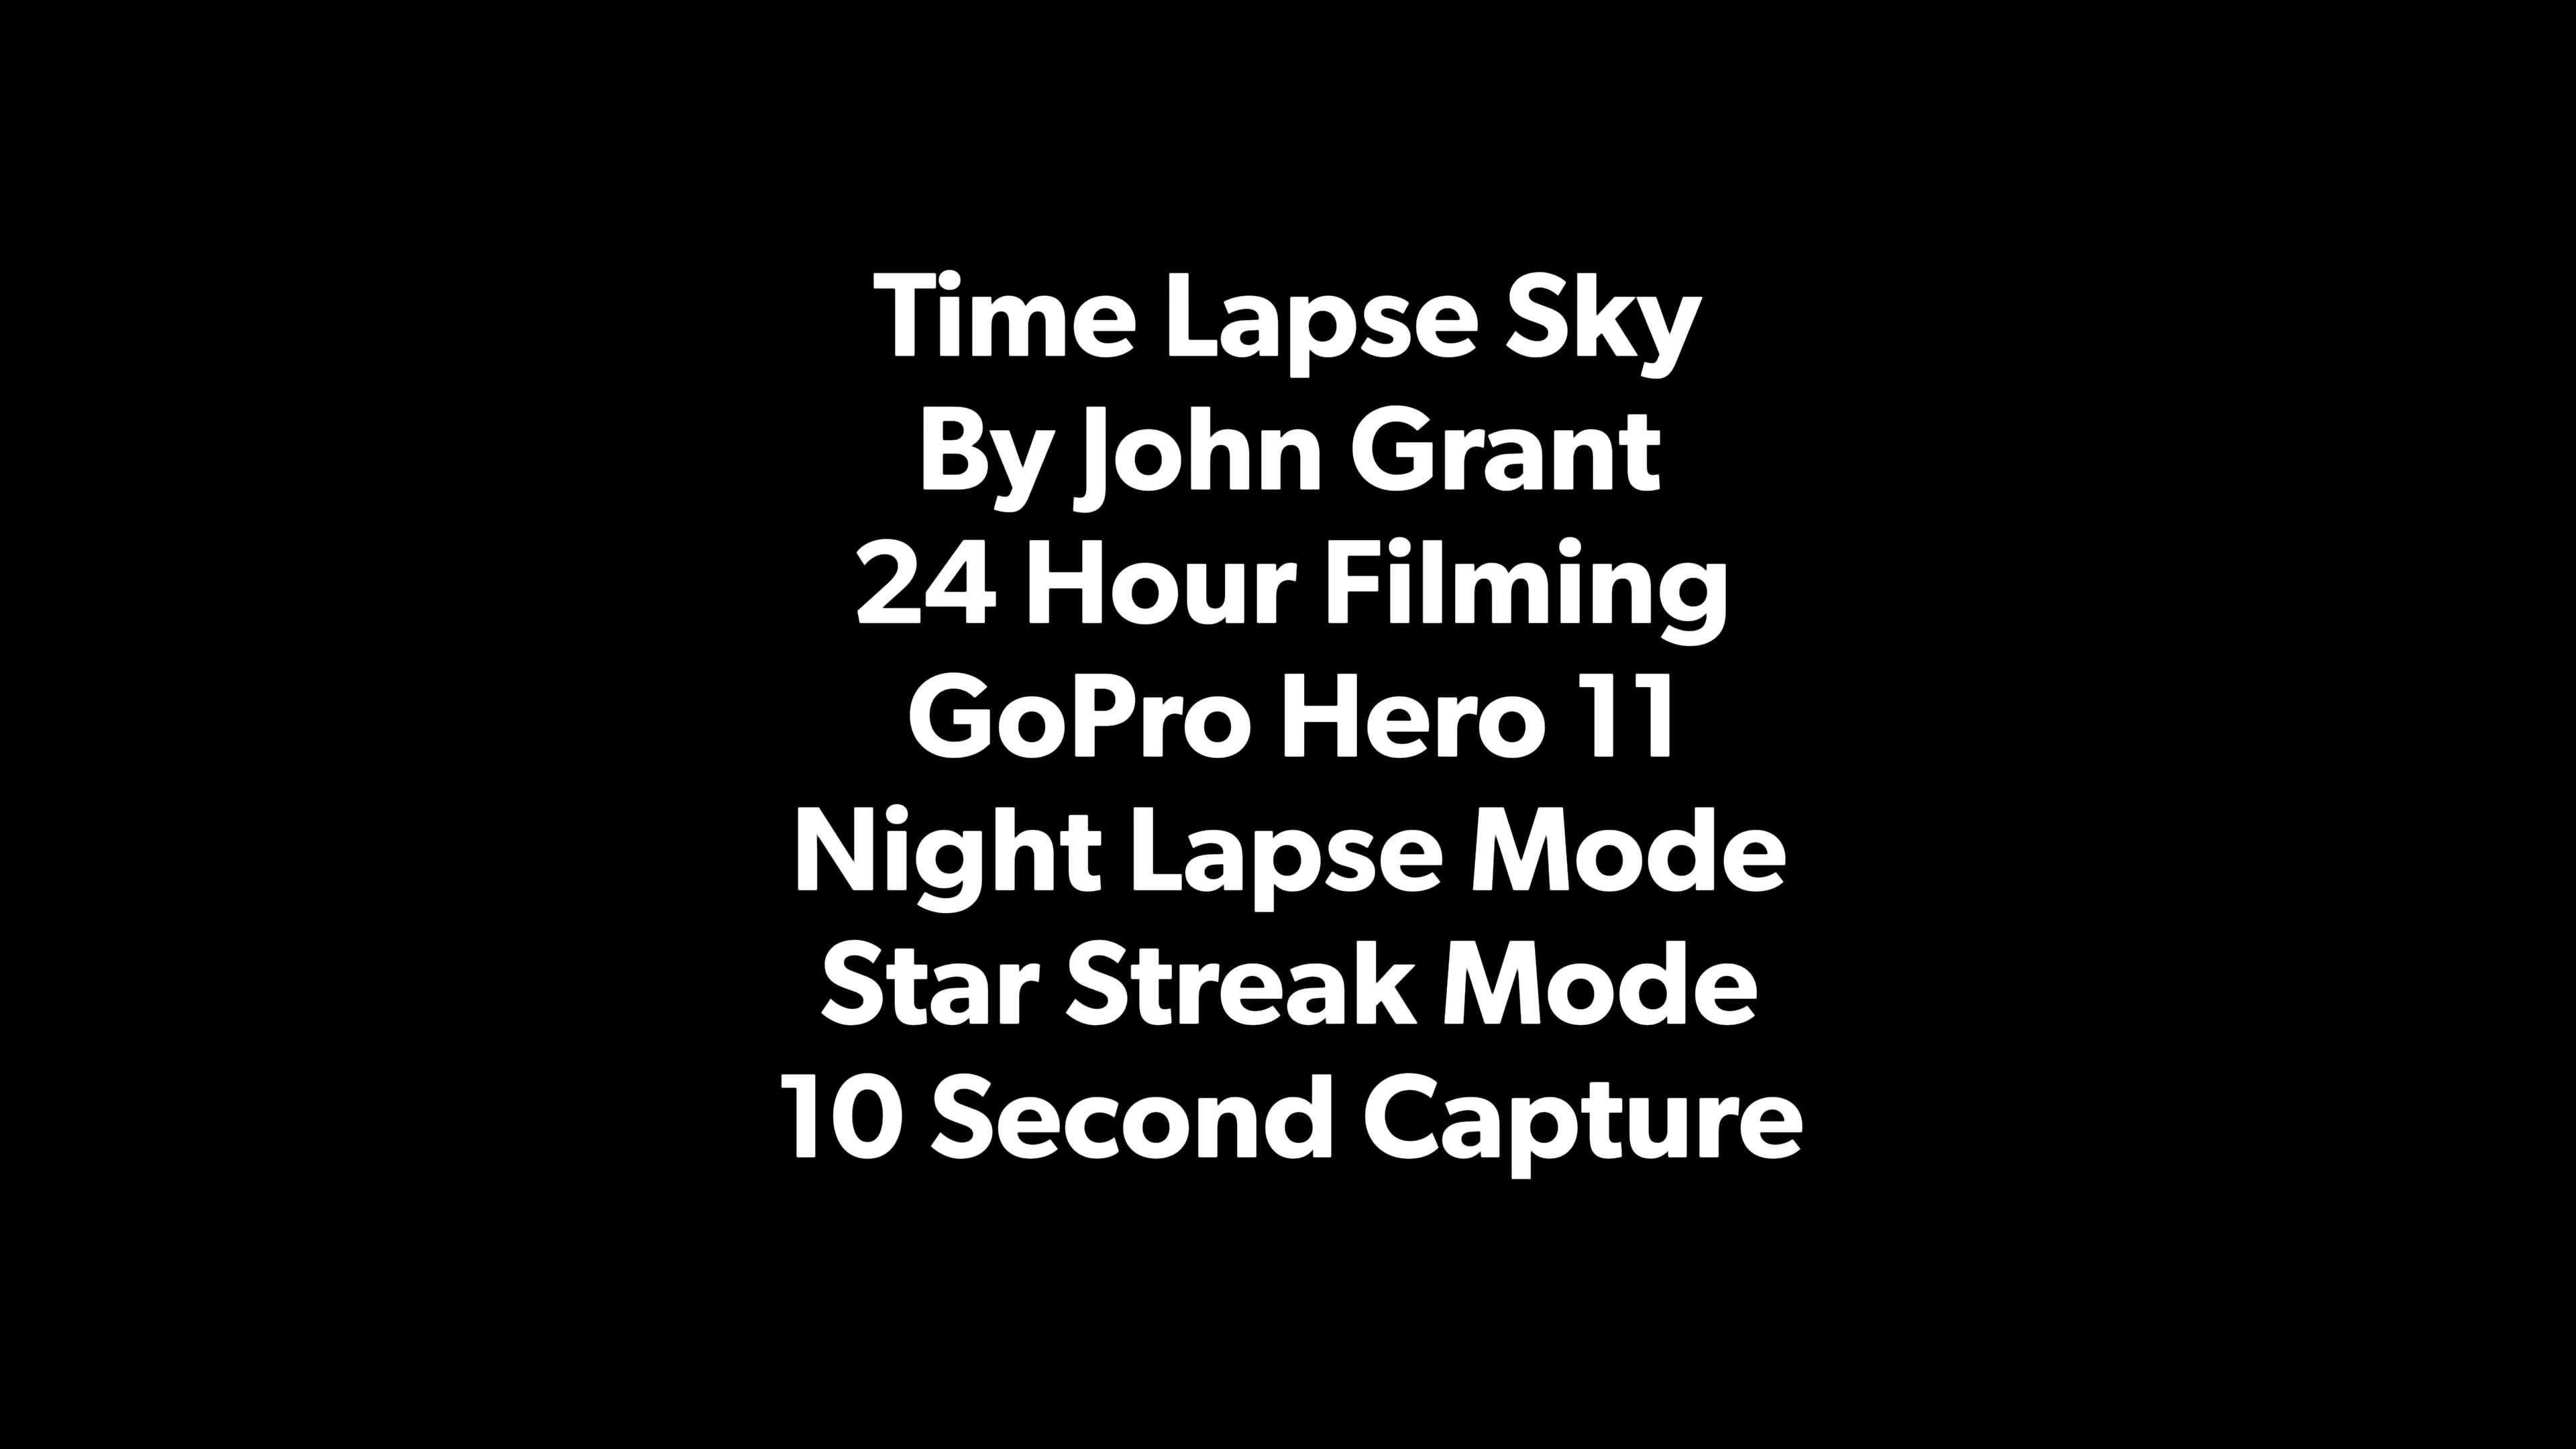 Time Lapse Sky
By John Grant
24 Hour Filming
GoPro Hero 11
Night Lapse Mode
Star Streak Mode
10 Second Capture